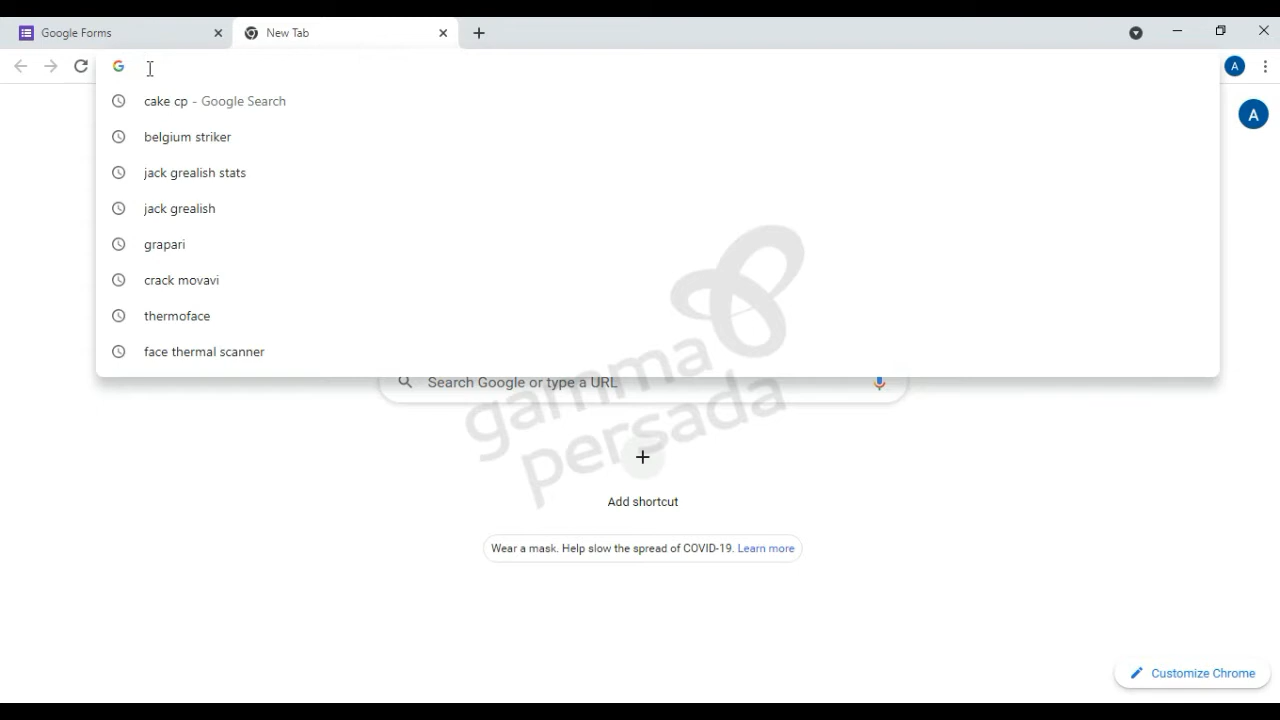 Google Forms
New Tab
A
cake cp - Google Search
belgium striker
A
jack grealish stats
jack grealish
grapari
crack movavi
thermoface
face thermal scanner
Search Google or type a URL
gamma
persada
Add shortcut
Wear a mask. Help slow the spread of COVID-19. Learn more
Customize Chrome